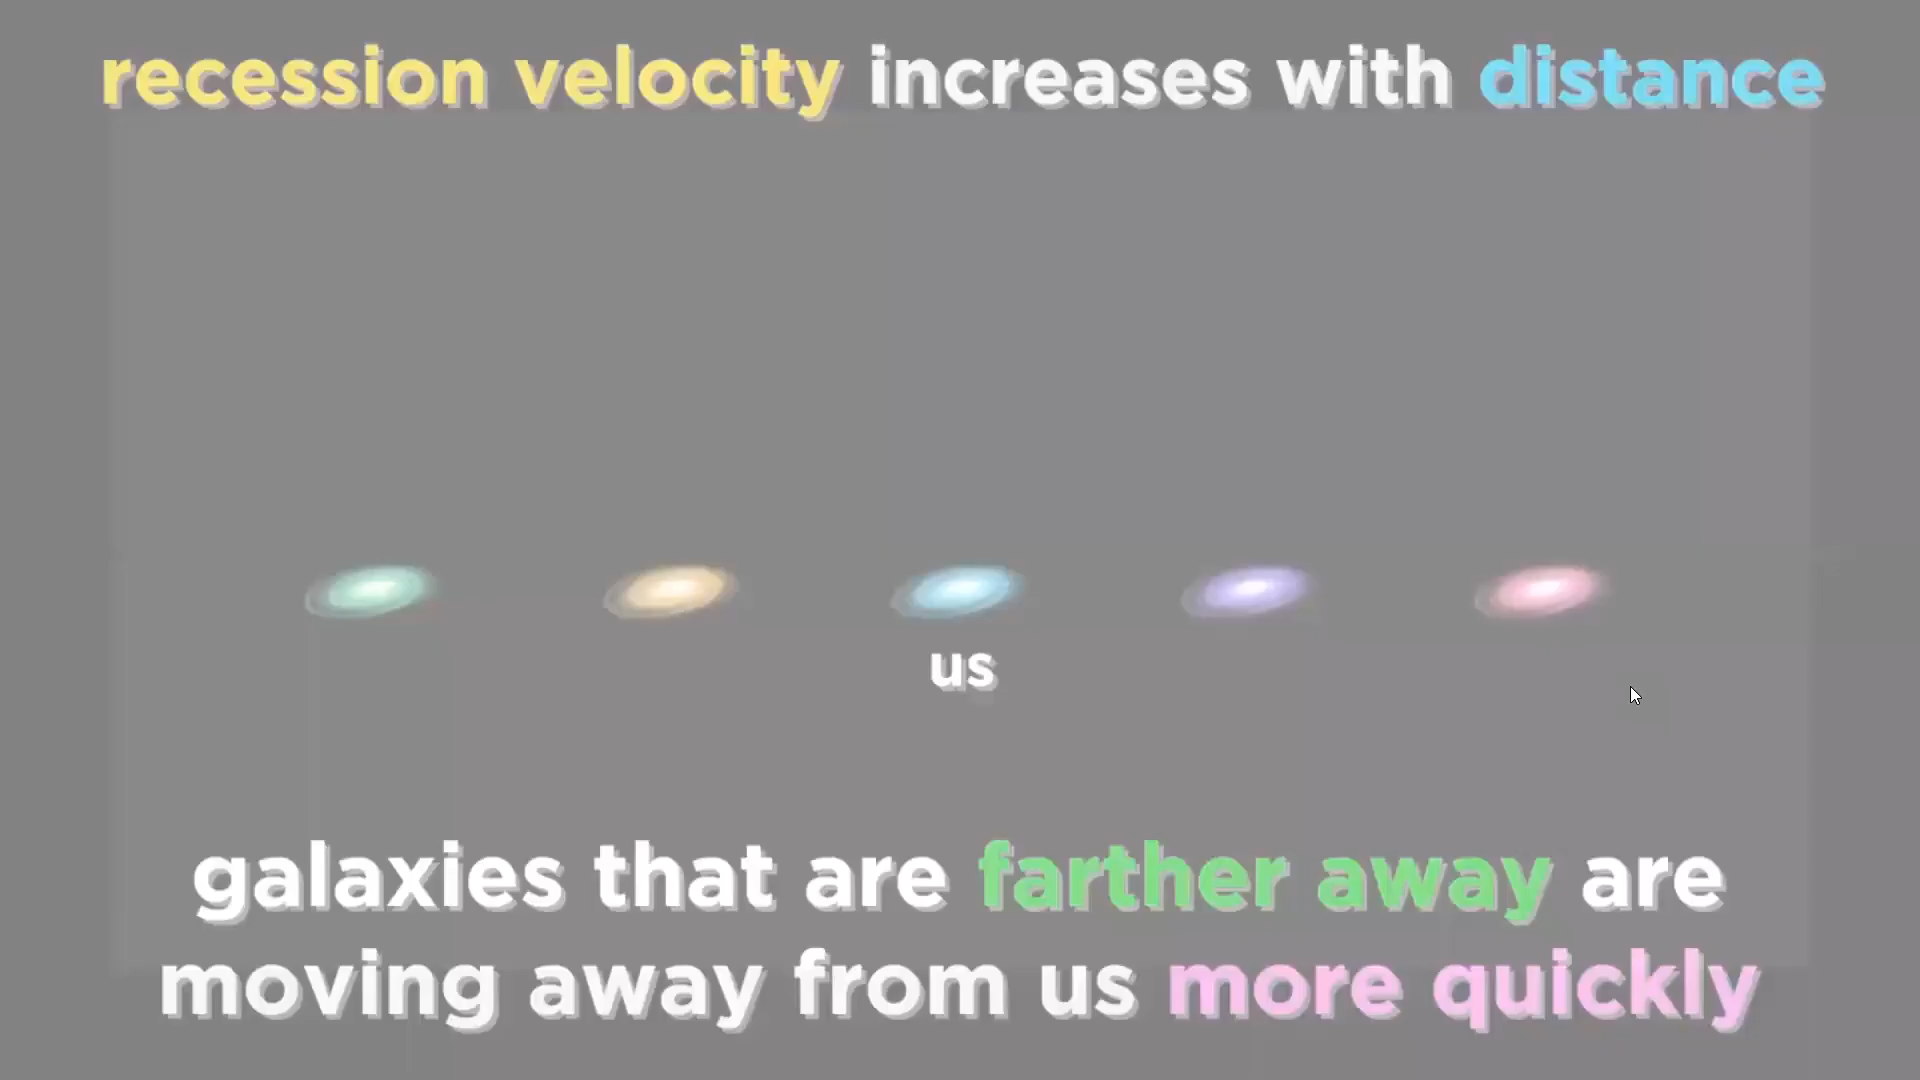 recession velocity increases with distance
us
galaxies that are farther away are
moving away from us more quickly